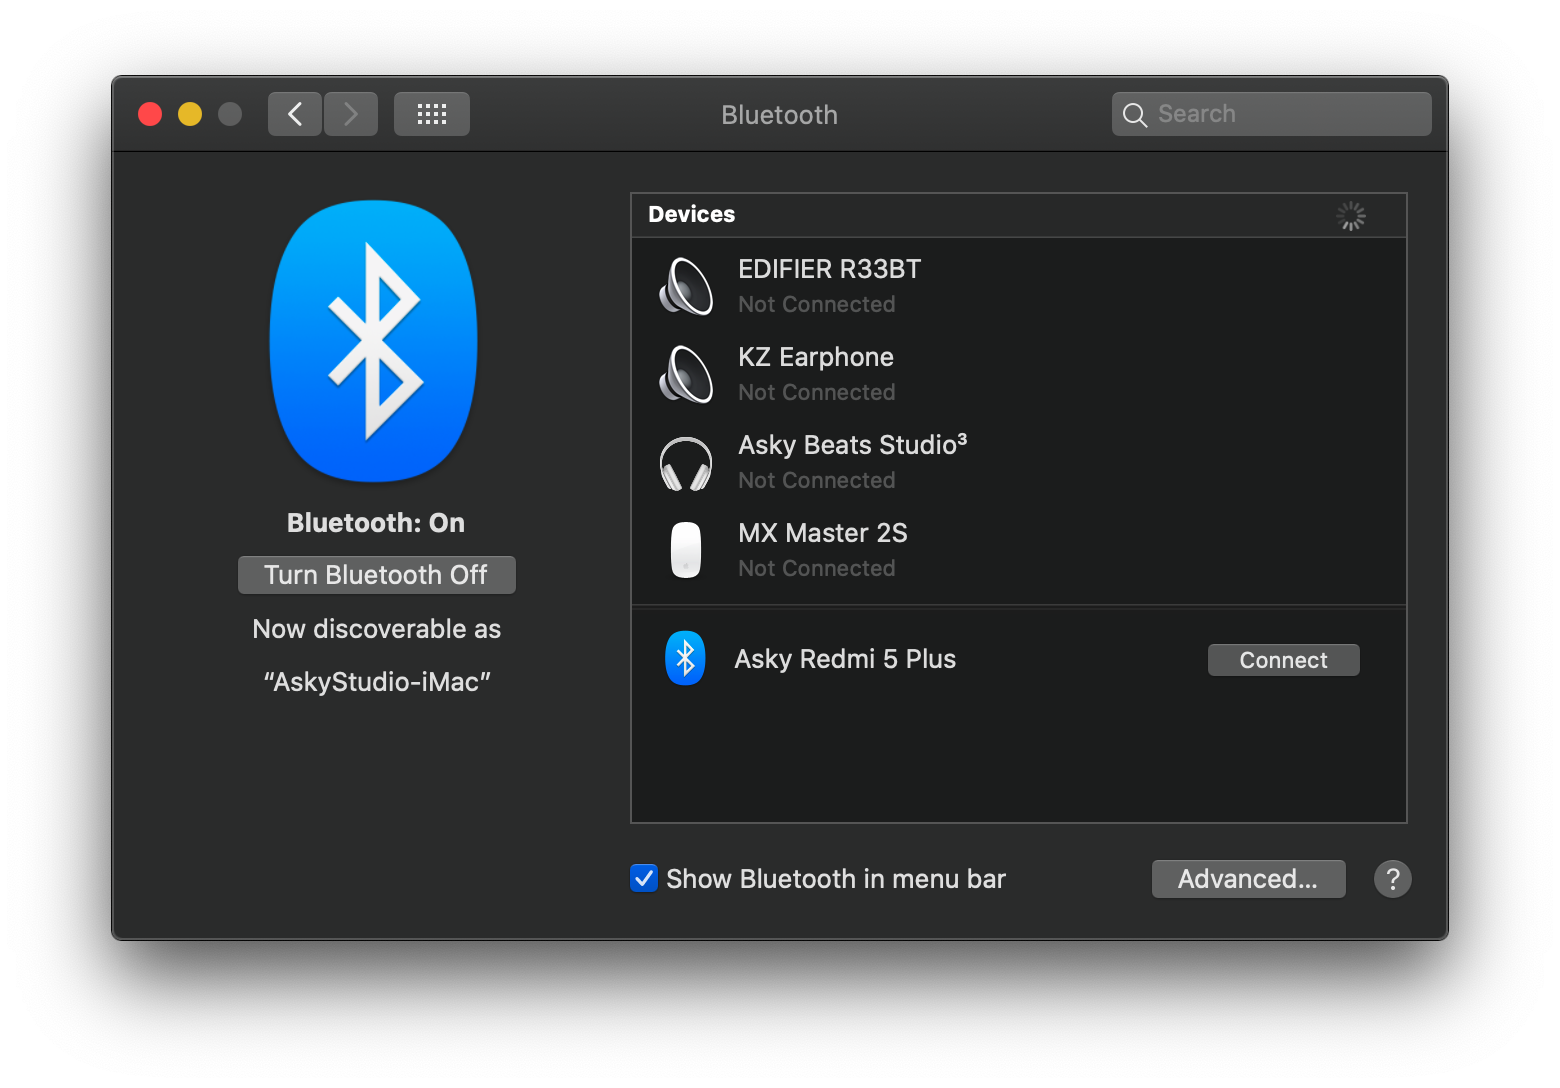 Bluetooth
Search
Bluetooth: On
Turn Bluetooth Off
Now discoverable as
“AskyStudio-iMac”
Devices
EDIFIER R33BT
Not Connected
KZ Earphone
Not Connected
Asky Beats Studio³
Not Connected
MX Master 2S
Not Connected
Asky Redmi 5 Plus
Connect
Show Bluetooth in menu bar
Advanced...
?